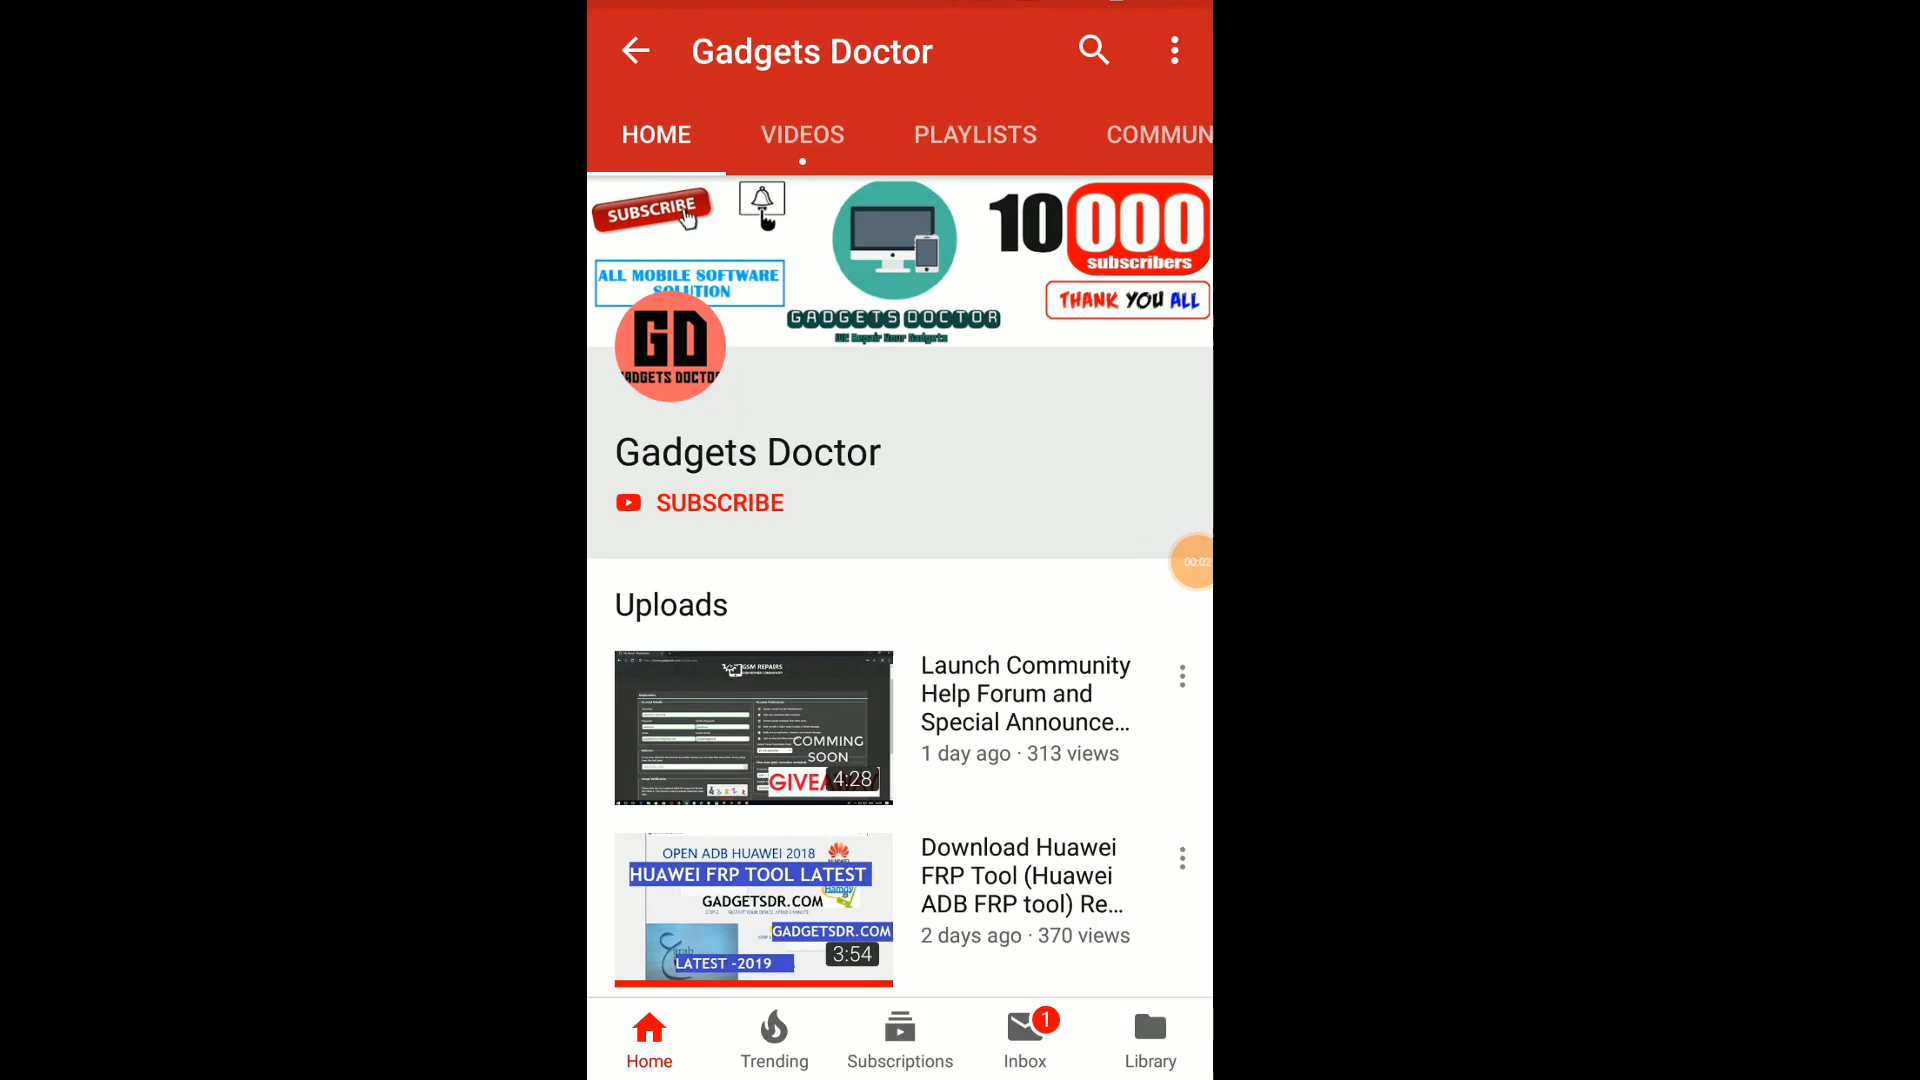 Gadgets Doctor
HOME VIDEOS PLAYLISTS COMMUN
SUBSCRIBE
10000
subscribers
ALL MOBILE SOFTWARE
SOLUTION
THANK YOU ALL
GADGETS DOCTOR
GD
GADGETS DOCTOR
Gadgets Doctor
SUBSCRIBE
00:02
Uploads
GSM REPAIRS
COMMING
SOON
GIVEAWAY
4:28
Launch Community
Help Forum and
Special Announce...
1 day ago · 313 views
OPEN ADB HUAWEI 2018
HUAWEI FRP TOOL LATEST
GADGETSDR.COM
GADGETSDR.COM
LATEST -2019
3:54
Download Huawei
FRP Tool (Huawei
ADB FRP tool) Re...
2 days ago · 370 views
1
Home Trending Subscriptions Inbox Library